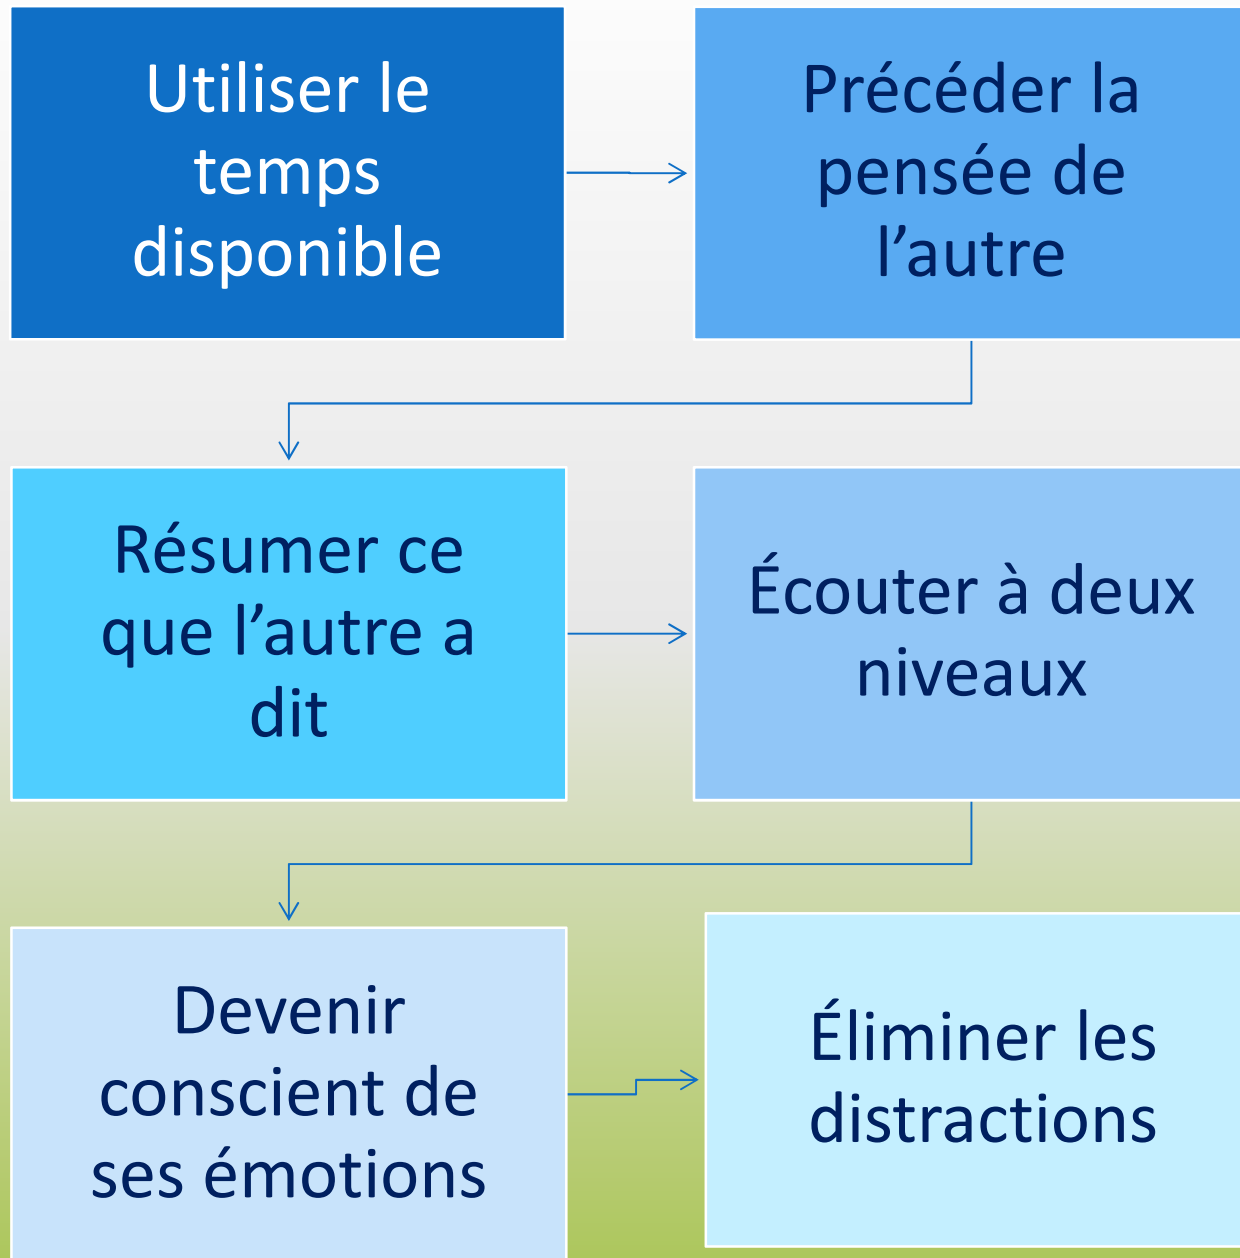 Utiliser le
temps
disponible
Précéder la
pensée de
l’autre
Résumer ce
que l’autre a
dit
Écouter à deux
niveaux
Devenir
conscient de
ses émotions
Éliminer les
distractions